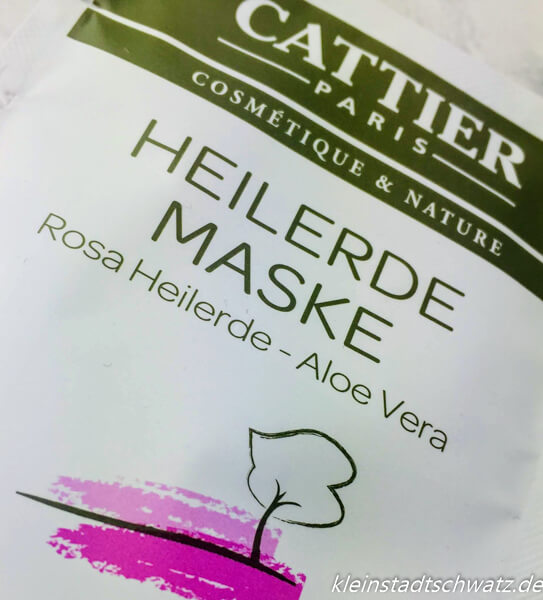 CATTIER
PARIS
COSMÉTIQUE & NATURE
HEILERDE
MASKE
Rosa Heilerde - Aloe Vera
kleinstadtschwatz.de